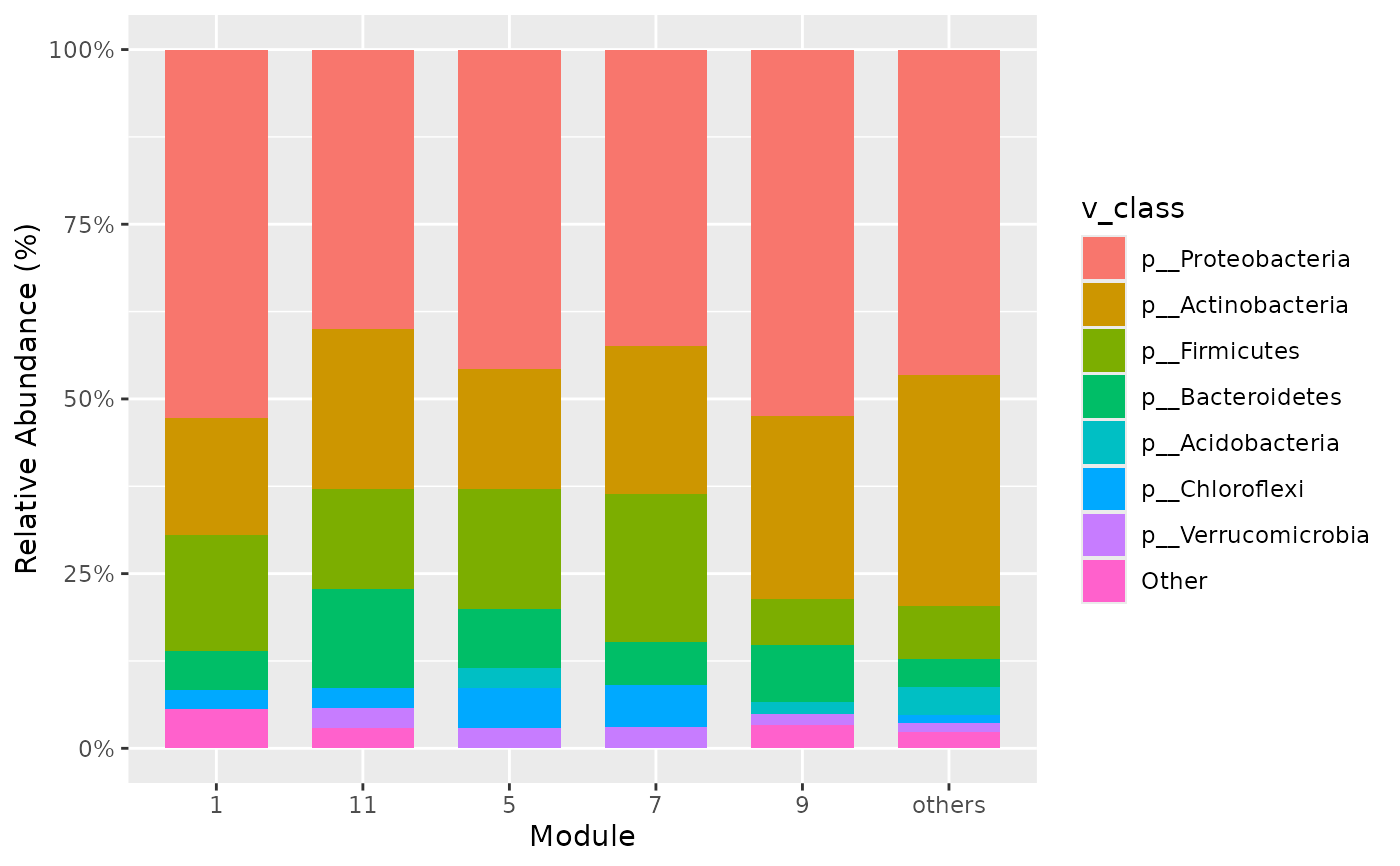 100%
75%
50%
25%
0%
Relative Abundance (%)
1 11 5 7 9 others
Module
v_class
p__Proteobacteria
p__Actinobacteria
p__Firmicutes
p__Bacteroidetes
p__Acidobacteria
p__Chloroflexi
p__Verrucomicrobia
Other